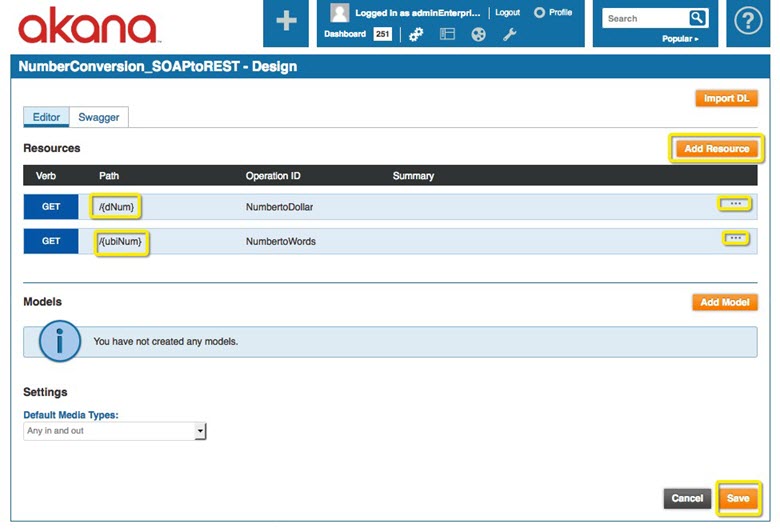 akana
Logged in as adminEnterpri... Logout Profile
Dashboard 251
Search
Popular
NumberConversion_SOAPtoREST - Design
Import DL
Editor Swagger
Resources
Add Resource
Verb Path Operation ID Summary
GET /{dNum} NumbertoDollar ...
GET /{ubiNum} NumbertoWords ...
Models
Add Model
You have not created any models.
Settings
Default Media Types:
Any in and out
Cancel Save